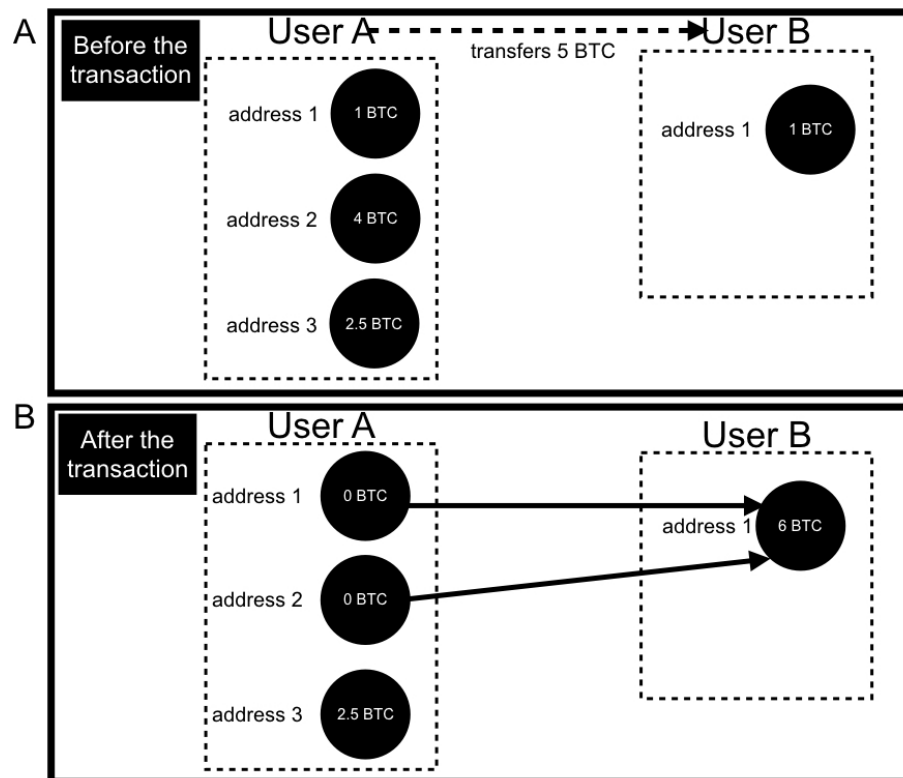 A
Before the
transaction
User A
transfers 5 BTC
User B
address 1
1 BTC
address 2
4 BTC
address 3
2.5 BTC
address 1
1 BTC
B
After the
transaction
User A
User B
address 1
0 BTC
address 2
0 BTC
address 3
2.5 BTC
address 1
6 BTC